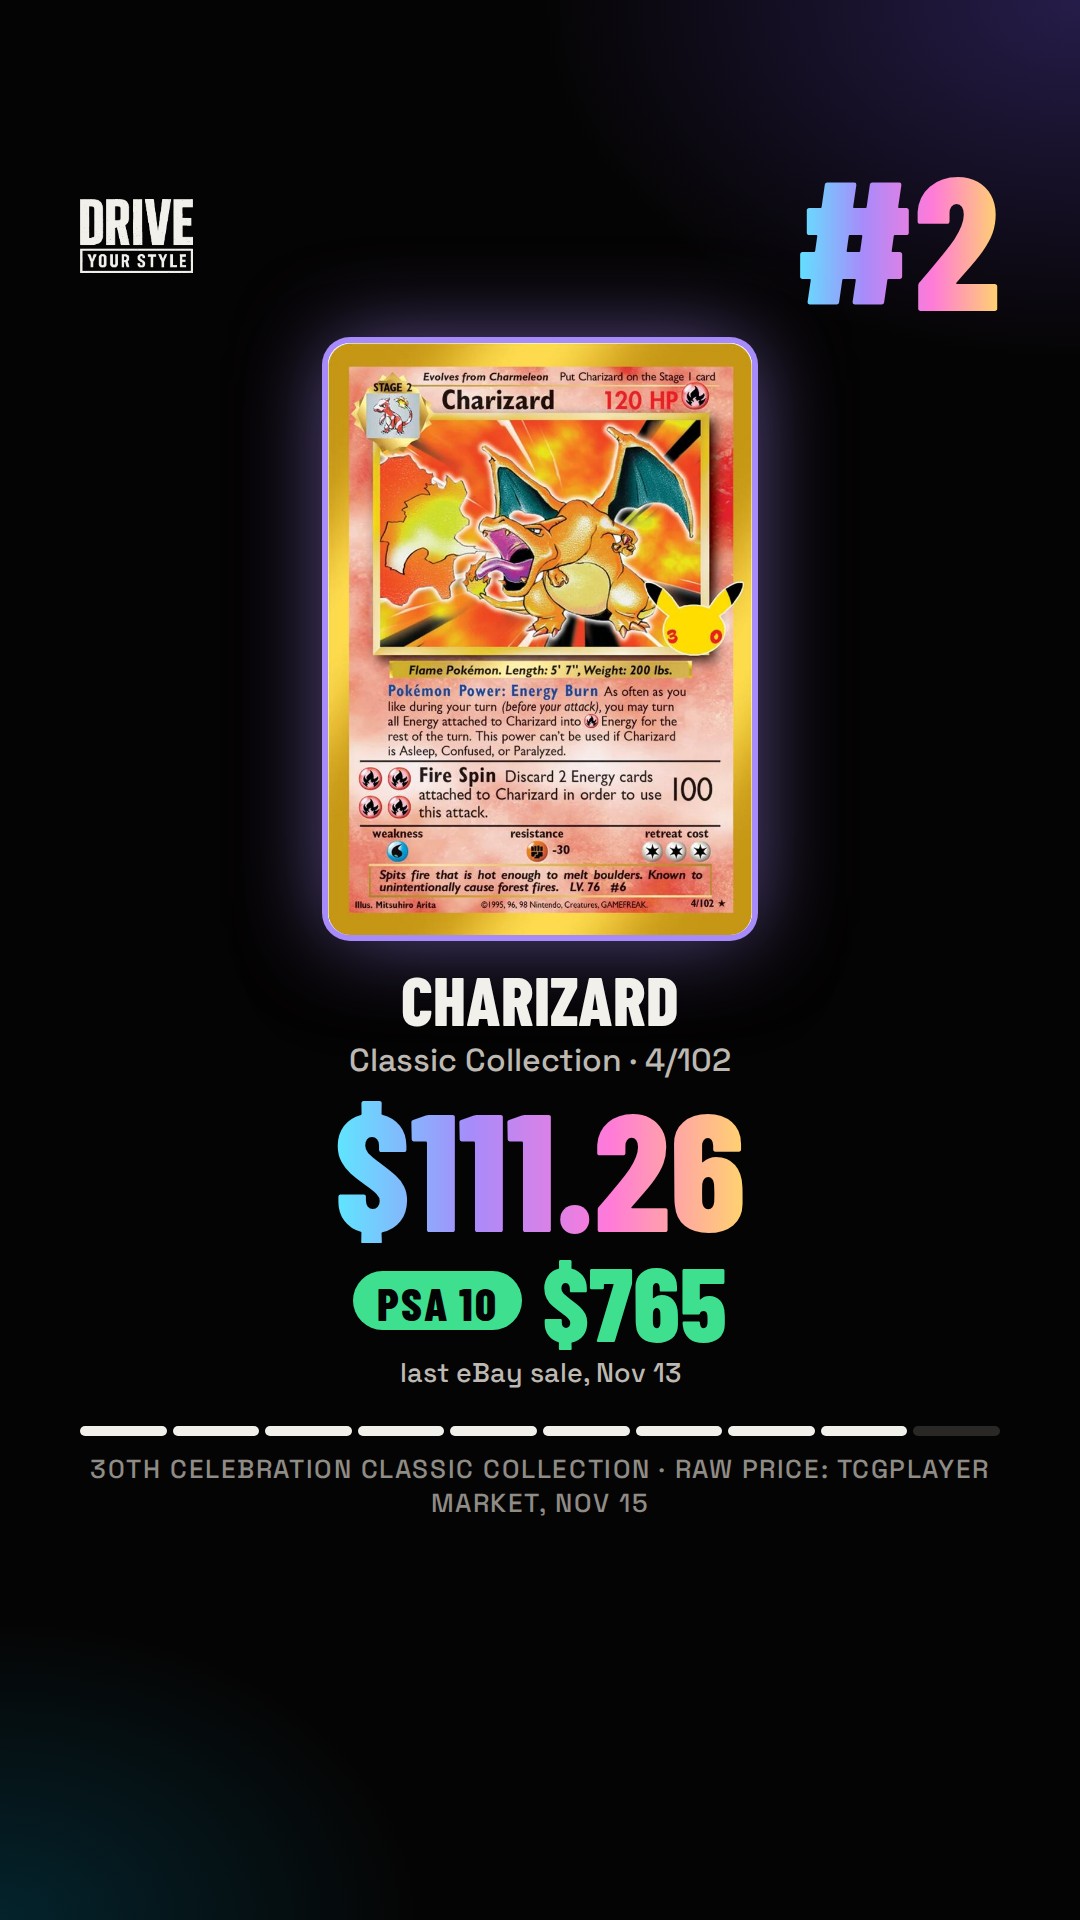 DRIVE
YOUR STYLE
#2
Evolves from Charmeleon Put Charizard on the Stage 1 card
STAGE 2
Charizard 120 HP
3 0
Flame Pokémon. Length: 5' 7", Weight: 200 lbs.
Pokémon Power: Energy Burn As often as you
like during your turn (before your attack), you may turn
all Energy attached to Charizard into Energy for the
rest of the turn. This power can't be used if Charizard
is Asleep, Confused, or Paralyzed.
Fire Spin Discard 2 Energy cards
attached to Charizard in order to use
this attack.
100
weakness resistance retreat cost
-30
Spits fire that is hot enough to melt boulders. Known to
unintentionally cause forest fires. LV. 76 #6
Illus. Mitsuhiro Arita ©1995, 96, 98 Nintendo, Creatures, GAMEFREAK. 4/102 ★
CHARIZARD
Classic Collection · 4/102
$111.26
PSA 10 $765
last eBay sale, Nov 13
30TH CELEBRATION CLASSIC COLLECTION · RAW PRICE: TCGPLAYER
MARKET, NOV 15